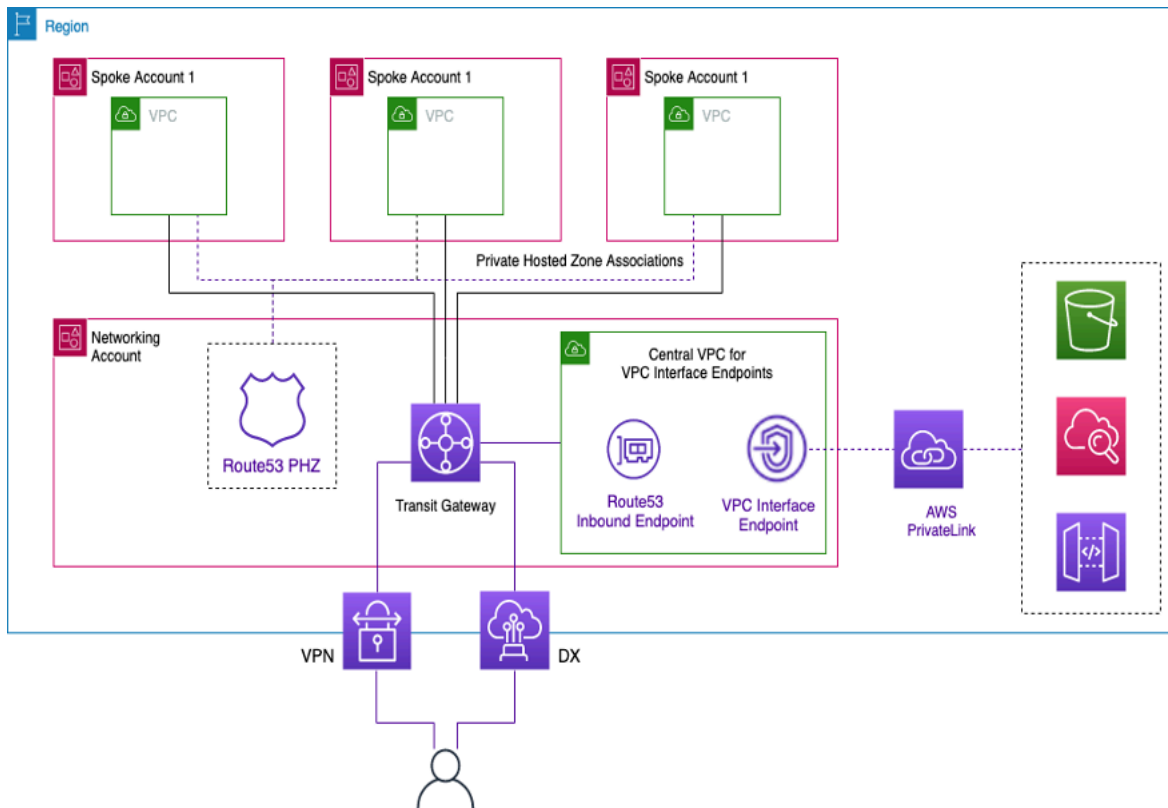 Region
Spoke Account 1
VPC
Spoke Account 1
VPC
Spoke Account 1
VPC
Private Hosted Zone Associations
Networking
Account
Route53 PHZ
Transit Gateway
Central VPC for
VPC Interface Endpoints
Route53
Inbound Endpoint
VPC Interface
Endpoint
AWS
PrivateLink
</>
VPN
DX